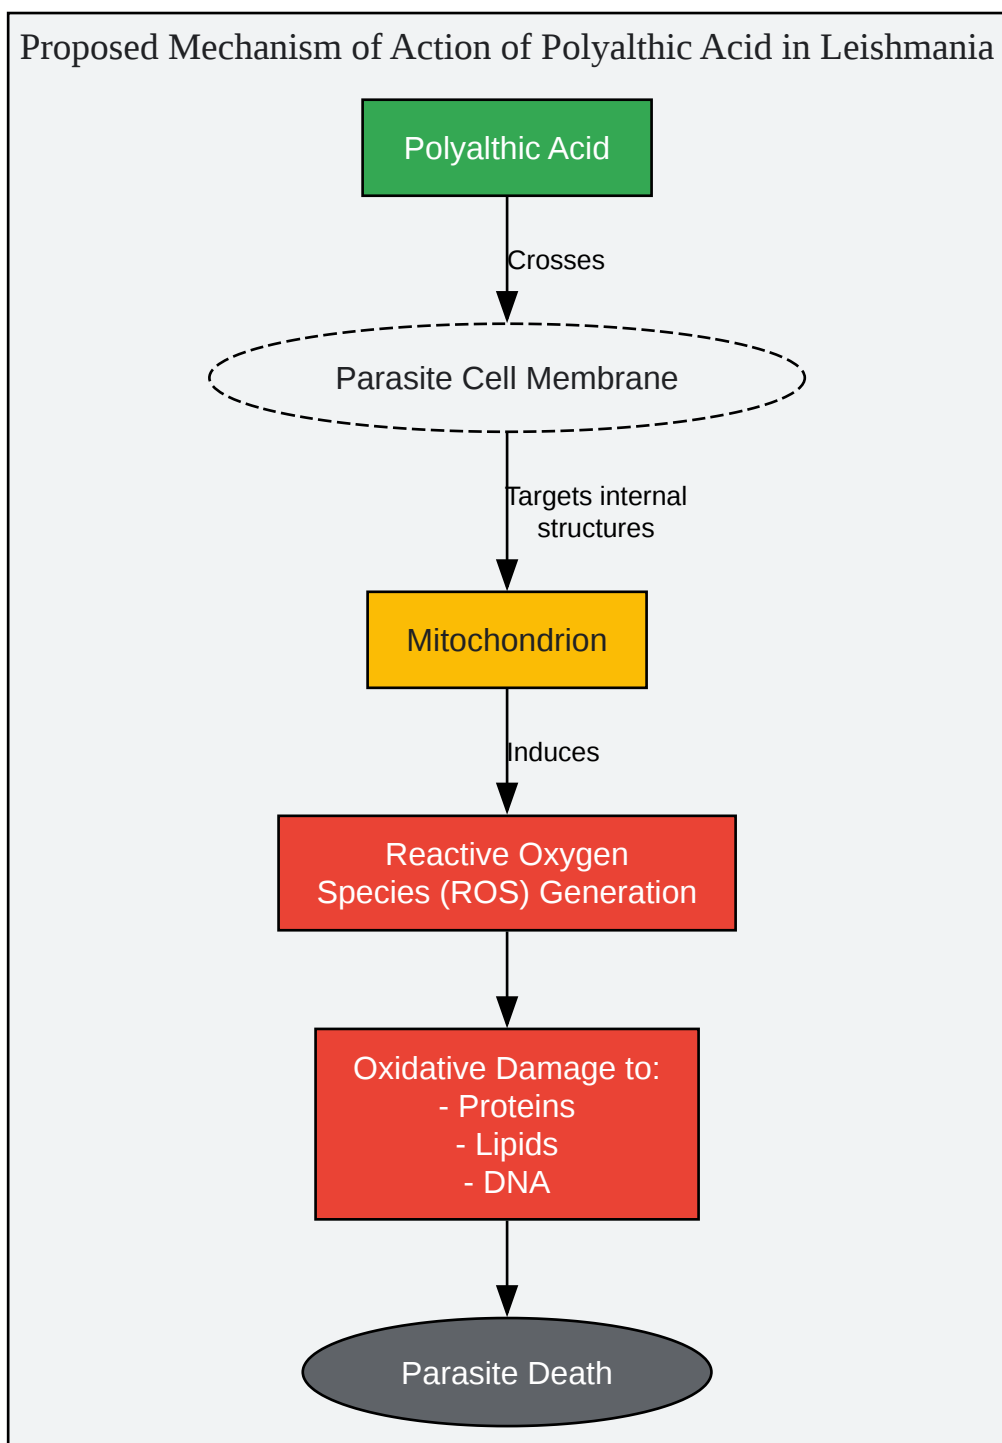 Proposed Mechanism of Action of Polyalthic Acid in Leishmania
Polyalthic Acid
Crosses
Parasite Cell Membrane
Targets internal
structures
Mitochondrion
Induces
Reactive Oxygen
Species (ROS) Generation
Oxidative Damage to:
- Proteins
- Lipids
- DNA
Parasite Death